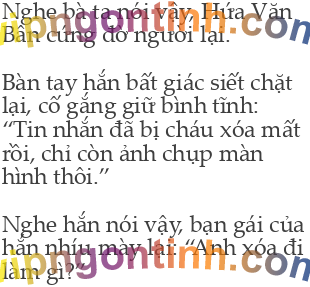 Nghe bà ta nói vậy, Hứa Văn
Bân cứng đờ người lại.
Bàn tay hắn bất giác siết chặt
lại, cố gắng giữ bình tĩnh:
“Tin nhắn đã bị cháu xóa mất
rồi, chỉ còn ảnh chụp màn
hình thôi.”
Nghe hắn nói vậy, bạn gái của
hắn nhíu mày lại: “Anh xóa đi
làm gì?”